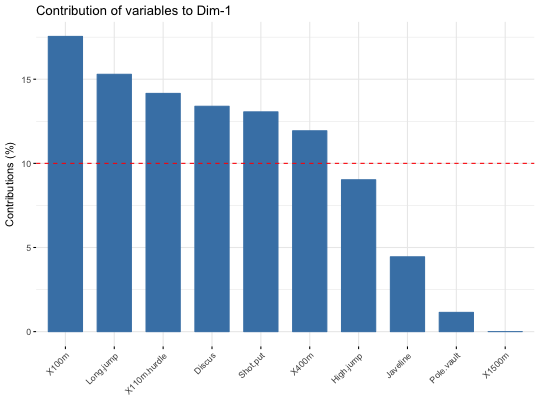 Contribution of variables to Dim-1
Contributions (%)
15
10
5
0
X100m
Long.jump
X110m.hurdle
Discus
Shot.put
X400m
High.jump
Javeline
Pole.vault
X1500m